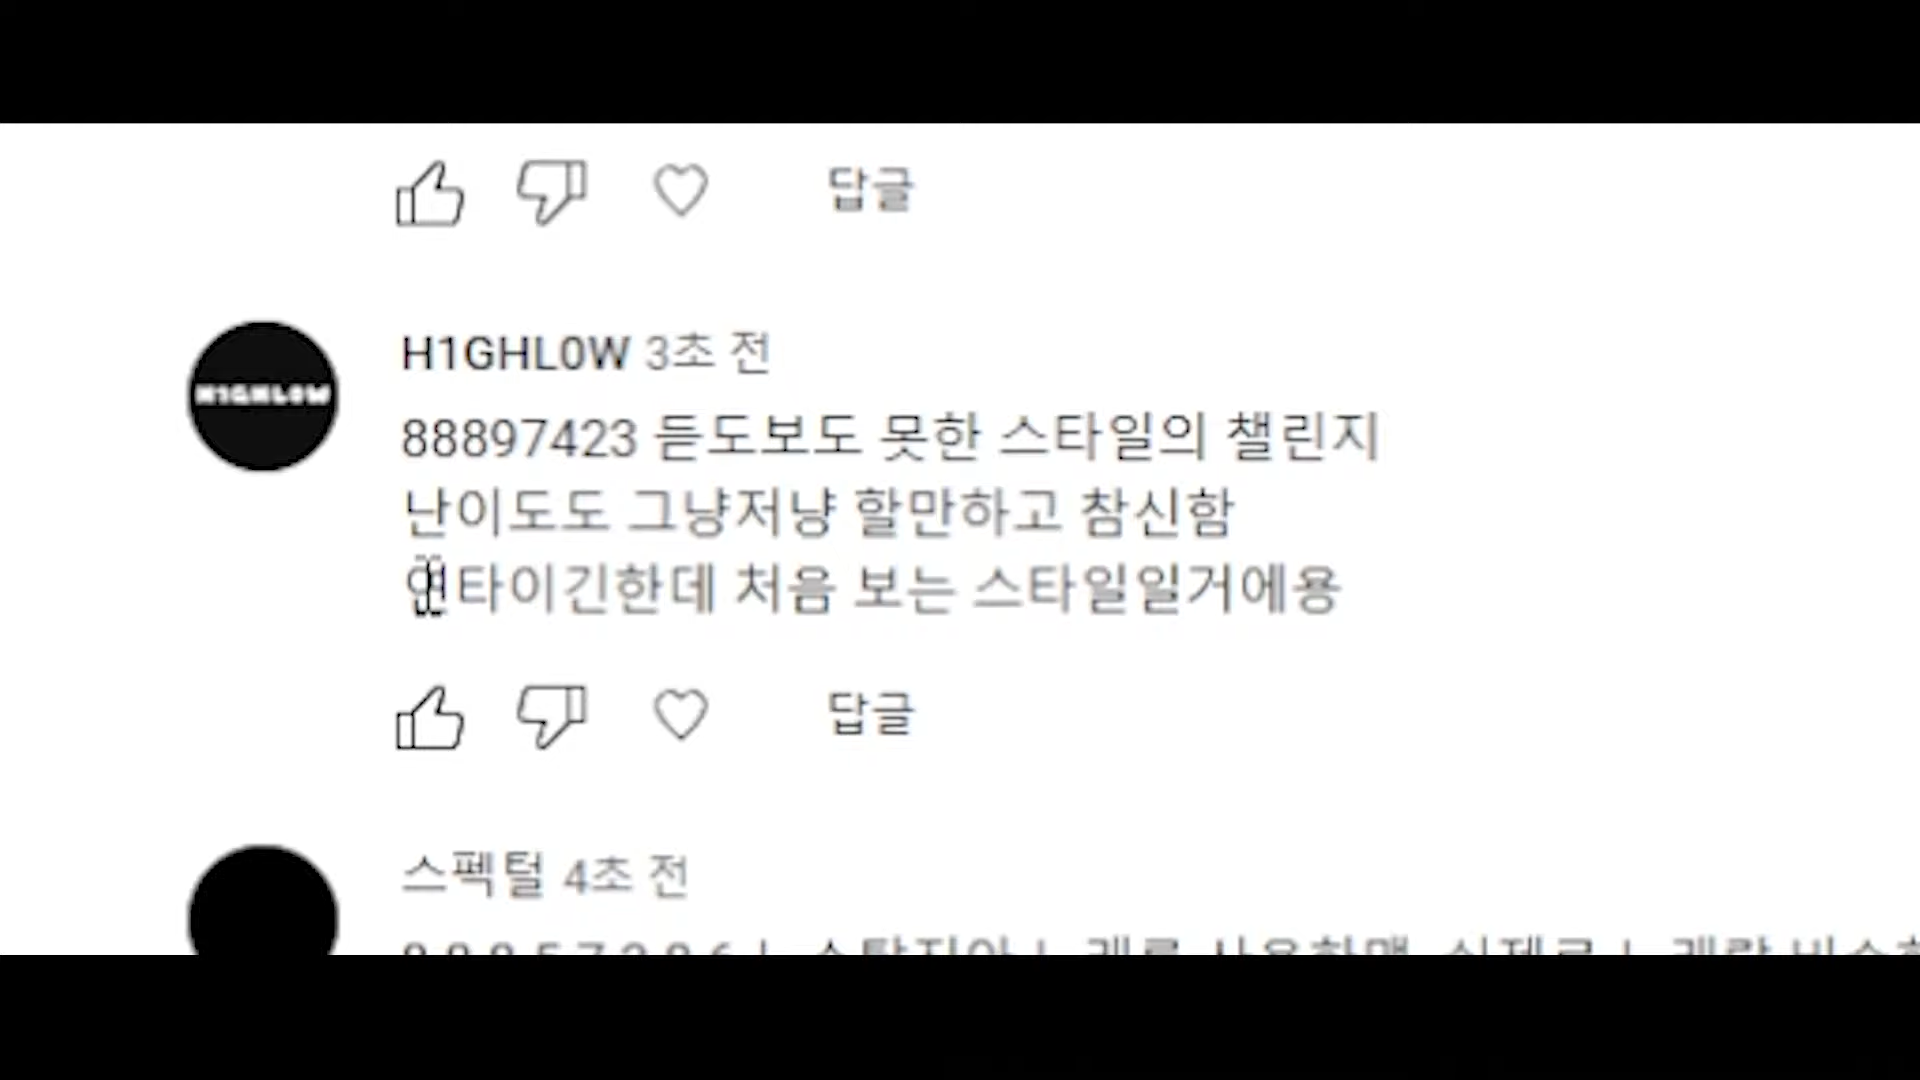 답글
H1GHL0W
H1GHL0W 3초 전
88897423 듣도보도 못한 스타일의 챌린지
난이도도 그냥저냥 할만하고 참신함
연타이긴한데 처음 보는 스타일일거에용
답글
스펙털 4초 전